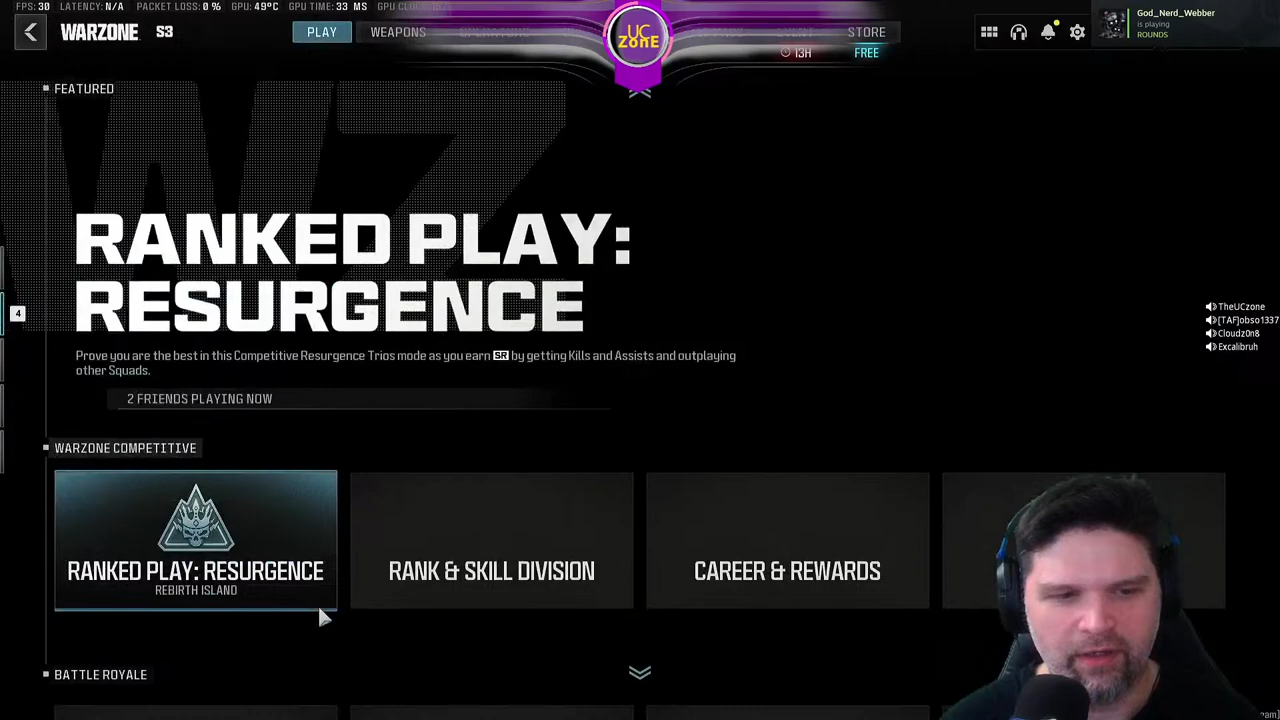 FPS: 30 LATENCY: N/A PACKET LOSS: 0 % GPU: 49°C GPU TIME: 33 MS
WARZONE S3
PLAY
WEAPONS
STORE
13H
FREE
UC
ZONE
God_Nerd_Webber
is playing
ROUNDS
FEATURED
RANKED PLAY:
RESURGENCE
Prove you are the best in this Competitive Resurgence Trios mode as you earn SR by getting Kills and Assists and outplaying
other Squads.
2 FRIENDS PLAYING NOW
4
TheUCzone
[TAF]obso1337
Cloudz0n8
Excalibruh
WARZONE COMPETITIVE
RANKED PLAY: RESURGENCE
REBIRTH ISLAND
RANK & SKILL DIVISION
CAREER & REWARDS
BATTLE ROYALE